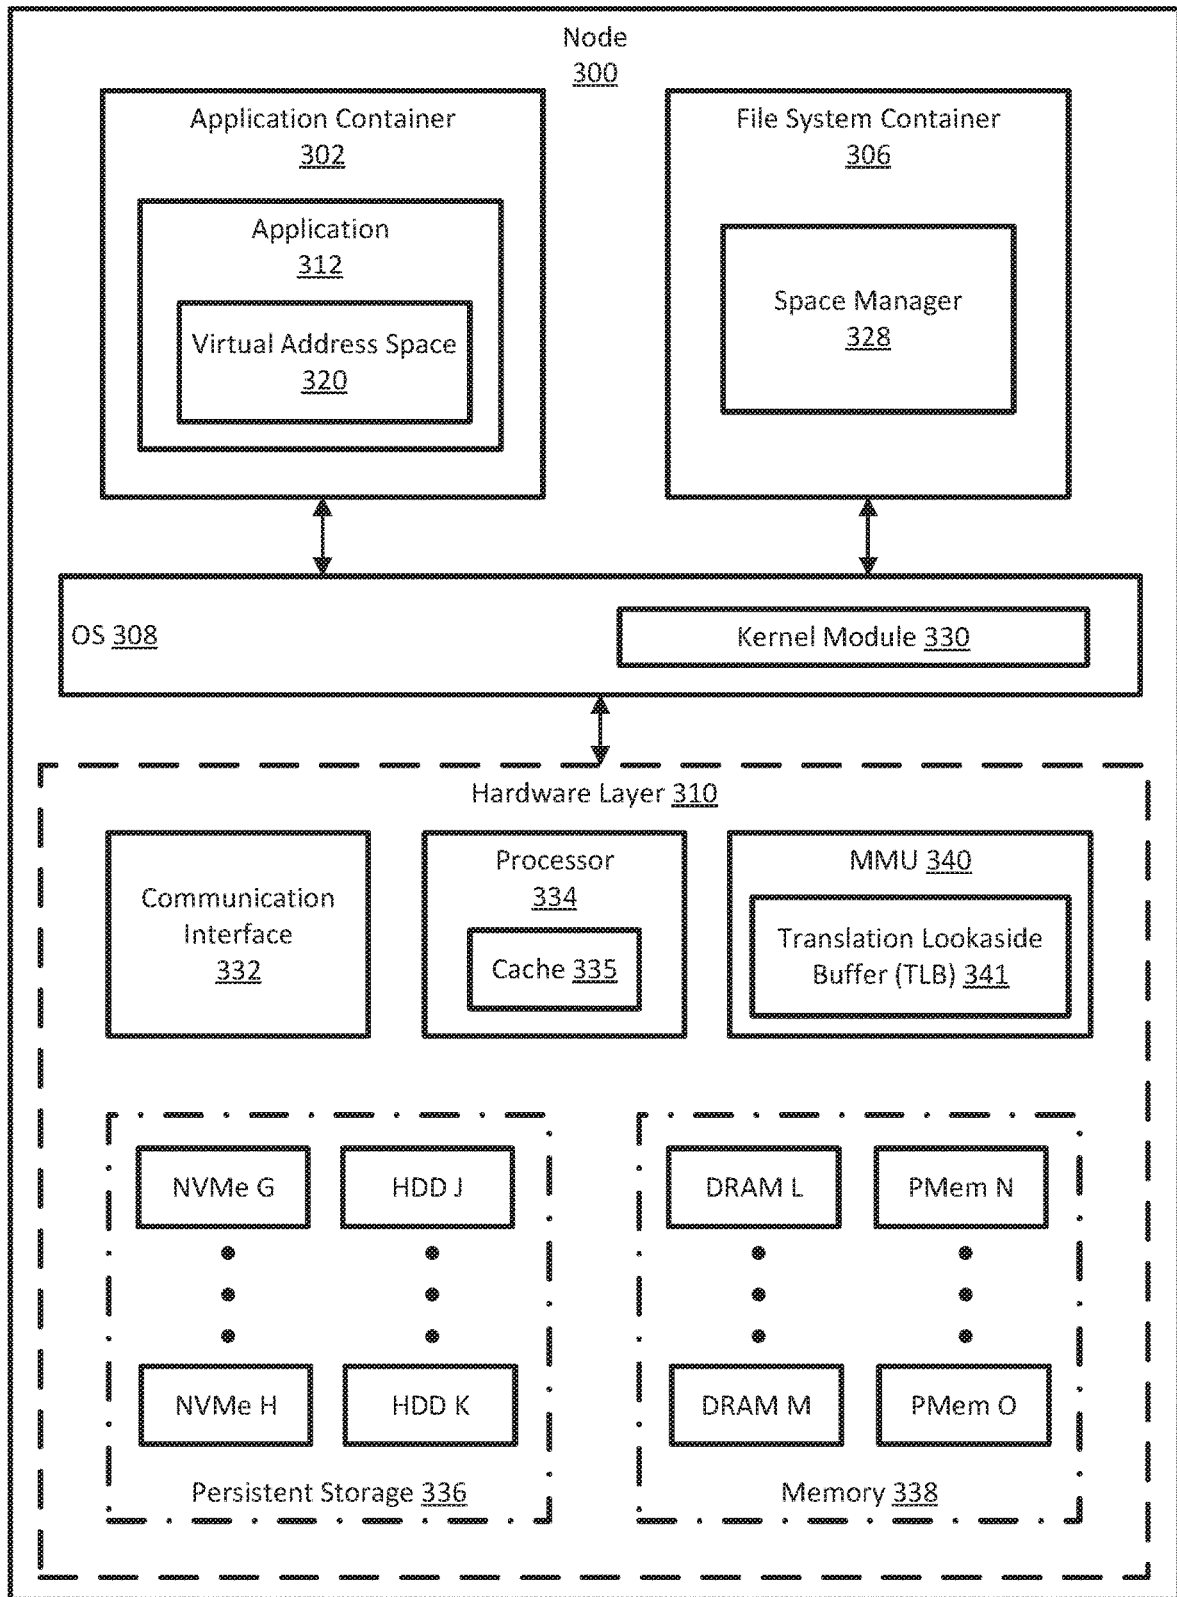 Node
300
Application Container
302
File System Container
306
Application
312
Virtual Address Space
320
Space Manager
328
OS 308
Kernel Module 330
Hardware Layer 310
Communication
Interface
332
Processor
334
Cache 335
MMU 340
Translation Lookaside
Buffer (TLB) 341
NVMe G
HDD J
DRAM L
PMem N
NVMe H
HDD K
DRAM M
PMem O
Persistent Storage 336
Memory 338